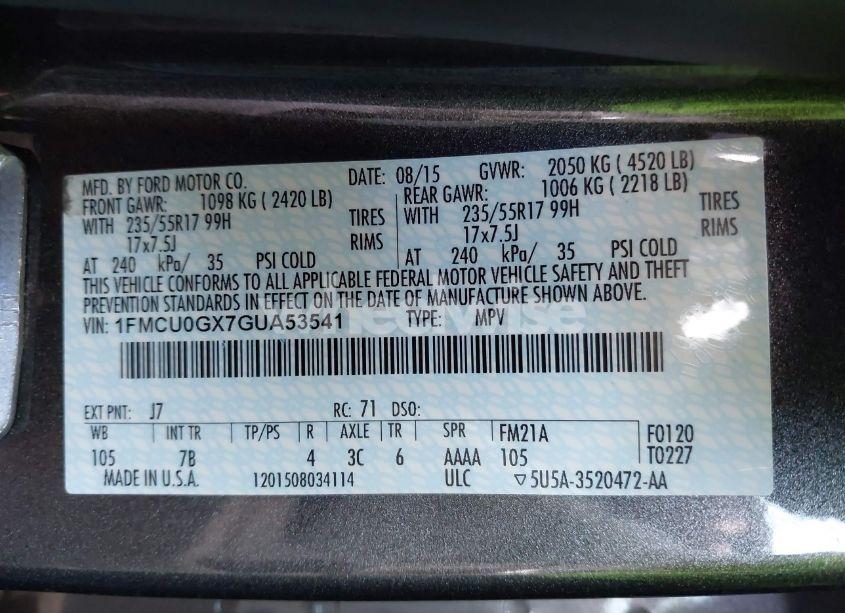 MFD. BY FORD MOTOR CO. DATE: 08/15 GVWR: 2050 KG ( 4520 LB)
FRONT GAWR: 1098 KG ( 2420 LB) REAR GAWR: 1006 KG ( 2218 LB)
WITH 235/55R17 99H TIRES WITH 235/55R17 99H TIRES
17x7.5J RIMS 17x7.5J RIMS
AT 240 kPa/ 35 PSI COLD AT 240 kPa/ 35 PSI COLD
THIS VEHICLE CONFORMS TO ALL APPLICABLE FEDERAL MOTOR VEHICLE SAFETY AND THEFT
PREVENTION STANDARDS IN EFFECT ON THE DATE OF MANUFACTURE SHOWN ABOVE.
VIN: 1FMCU0GX7GUA53541 TYPE: MPV
EXT PNT: J7 RC: 71 DSO:
WB INT TR TP/PS R AXLE TR SPR FM21A F0120
105 7B 4 3C 6 AAAA 105 T0227
MADE IN U.S.A. 1201508034114 ULC ▽5U5A-3520472-AA